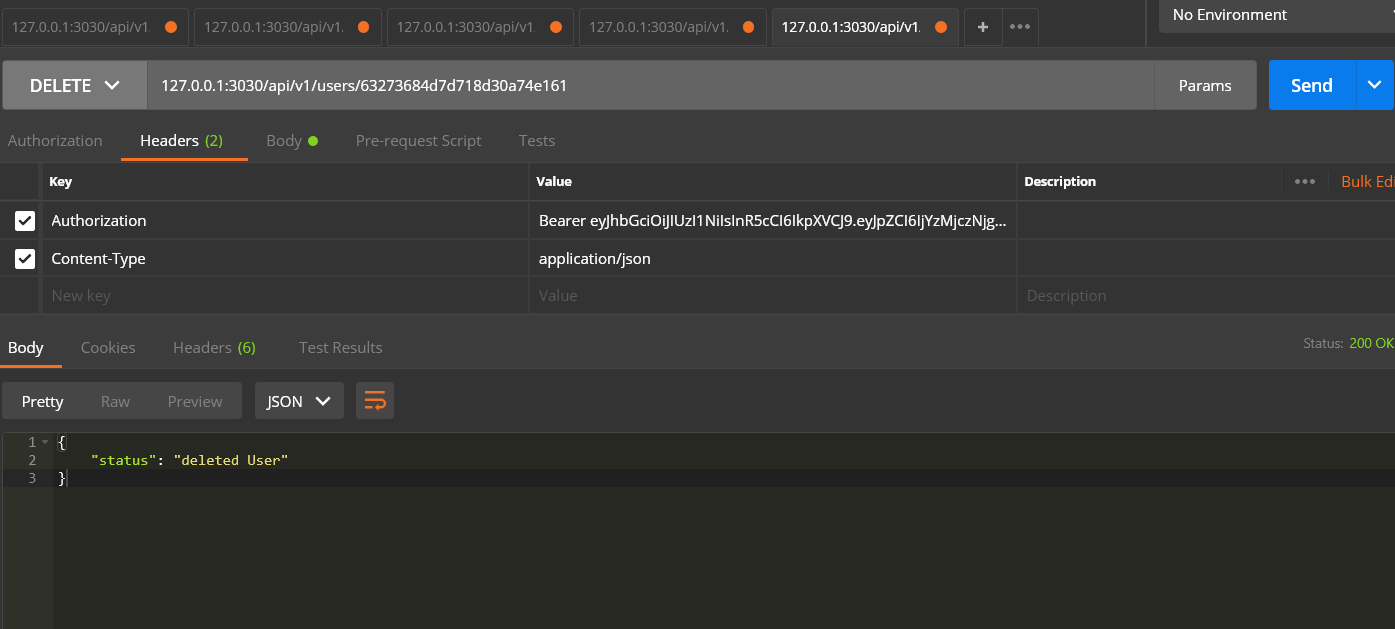 127.0.0.1:3030/api/v1. 127.0.0.1:3030/api/v1. 127.0.0.1:3030/api/v1. 127.0.0.1:3030/api/v1. 127.0.0.1:3030/api/v1. + ••• No Environment
DELETE 127.0.0.1:3030/api/v1/users/63273684d7d718d30a74e161 Params Send
Authorization Headers (2) Body Pre-request Script Tests
Key Value Description ••• Bulk Edi
Authorization Bearer eyJhbGciOiJIUzI1NiIsInR5cCI6IkpXVCJ9.eyJpZCI6IjYzMjczNjg...
Content-Type application/json
New key Value Description
Body Cookies Headers (6) Test Results Status: 200 OK
Pretty Raw Preview JSON
1 {
2 "status": "deleted User"
3 }